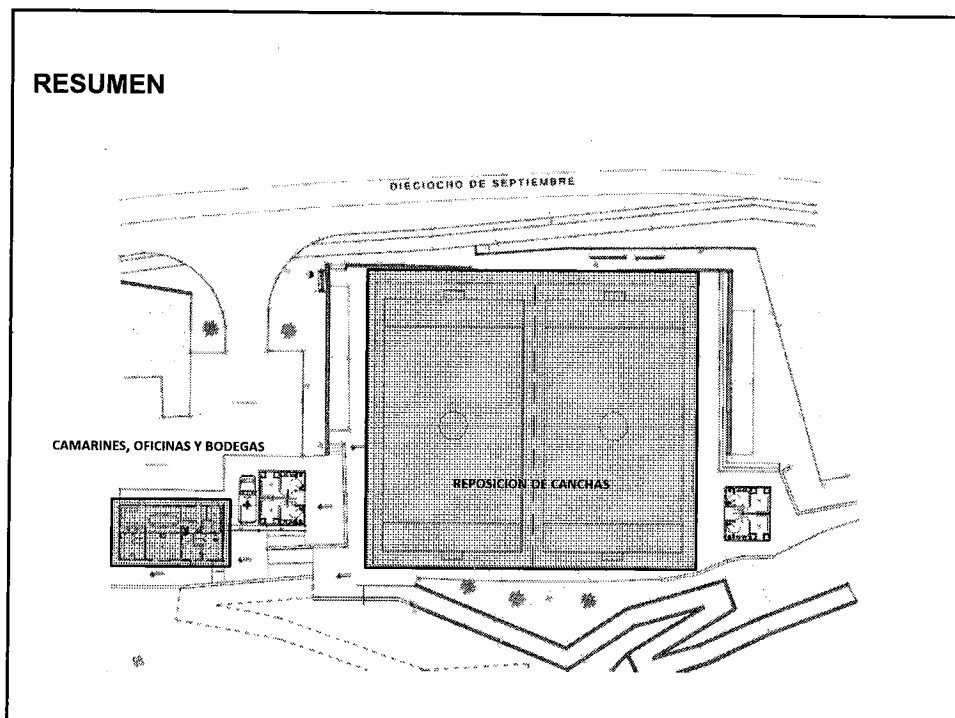 RESUMEN
DIECIOCHO DE SEPTIEMBRE
CAMARINES, OFICINAS Y BODEGAS
REPOSICION DE CANCHAS